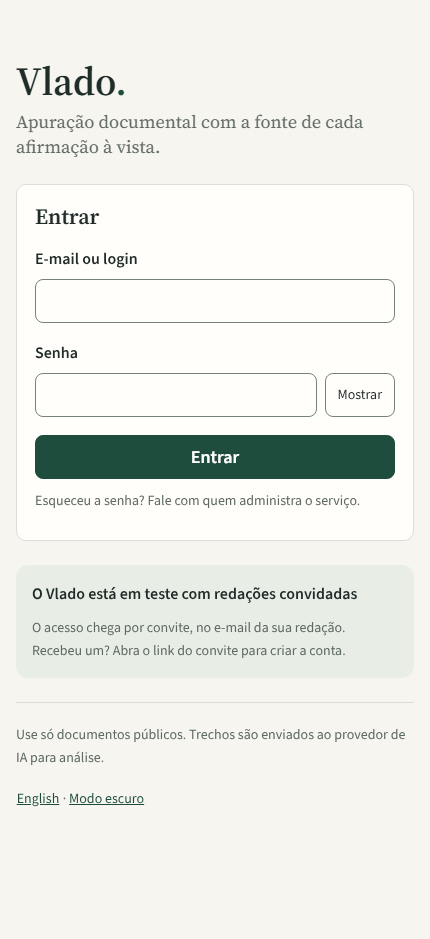 Vlado.
Apuração documental com a fonte de cada
afirmação à vista.
Entrar
E-mail ou login
Senha
Mostrar
Entrar
Esqueceu a senha? Fale com quem administra o serviço.
O Vlado está em teste com redações convidadas
O acesso chega por convite, no e-mail da sua redação.
Recebeu um? Abra o link do convite para criar a conta.
Use só documentos públicos. Trechos são enviados ao provedor de
IA para análise.
English · Modo escuro